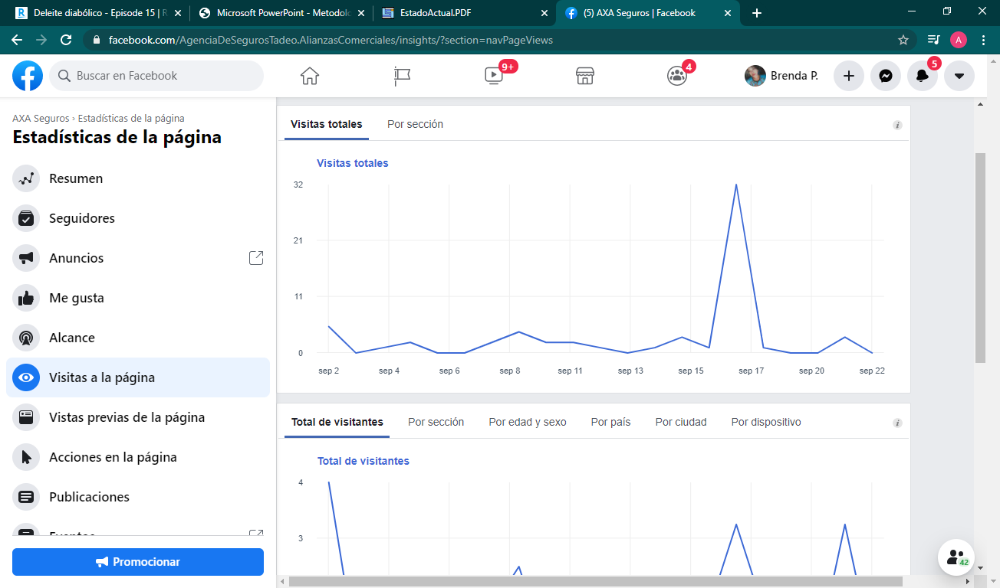 Deleite diabólico - Episode 15 | R
Microsoft PowerPoint - Metodolo
EstadoActual.PDF
(5) AXA Seguros | Facebook
facebook.com/AgenciaDeSegurosTadeo.AlianzasComerciales/insights/?section=navPageViews
A
Buscar en Facebook
9+
4
Brenda P.
5
AXA Seguros › Estadísticas de la página
Estadísticas de la página
Resumen
Seguidores
Anuncios
Me gusta
Alcance
Visitas a la página
Vistas previas de la página
Acciones en la página
Publicaciones
Eventos
Promocionar
Visitas totales
Por sección
Visitas totales
32
21
11
0
sep 2 sep 4 sep 6 sep 8 sep 11 sep 13 sep 15 sep 17 sep 20 sep 22
Total de visitantes
Por sección
Por edad y sexo
Por país
Por ciudad
Por dispositivo
Total de visitantes
4
3
42